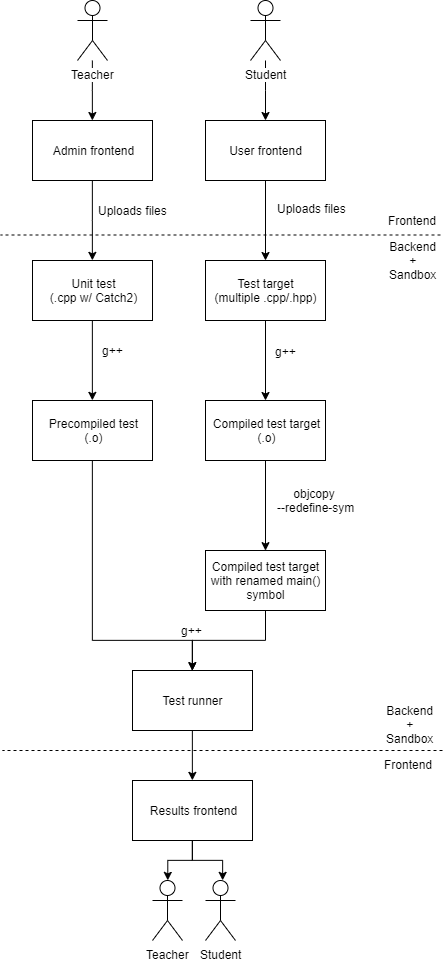 Teacher
Student
Admin frontend
User frontend
Uploads files
Uploads files
Frontend
Backend
+
Sandbox
Unit test
(.cpp w/ Catch2)
Test target
(multiple .cpp/.hpp)
g++
g++
Precompiled test
(.o)
Compiled test target
(.o)
objcopy
--redefine-sym
Compiled test target
with renamed main()
symbol
g++
Test runner
Backend
+
Sandbox
Frontend
Results frontend
Teacher
Student